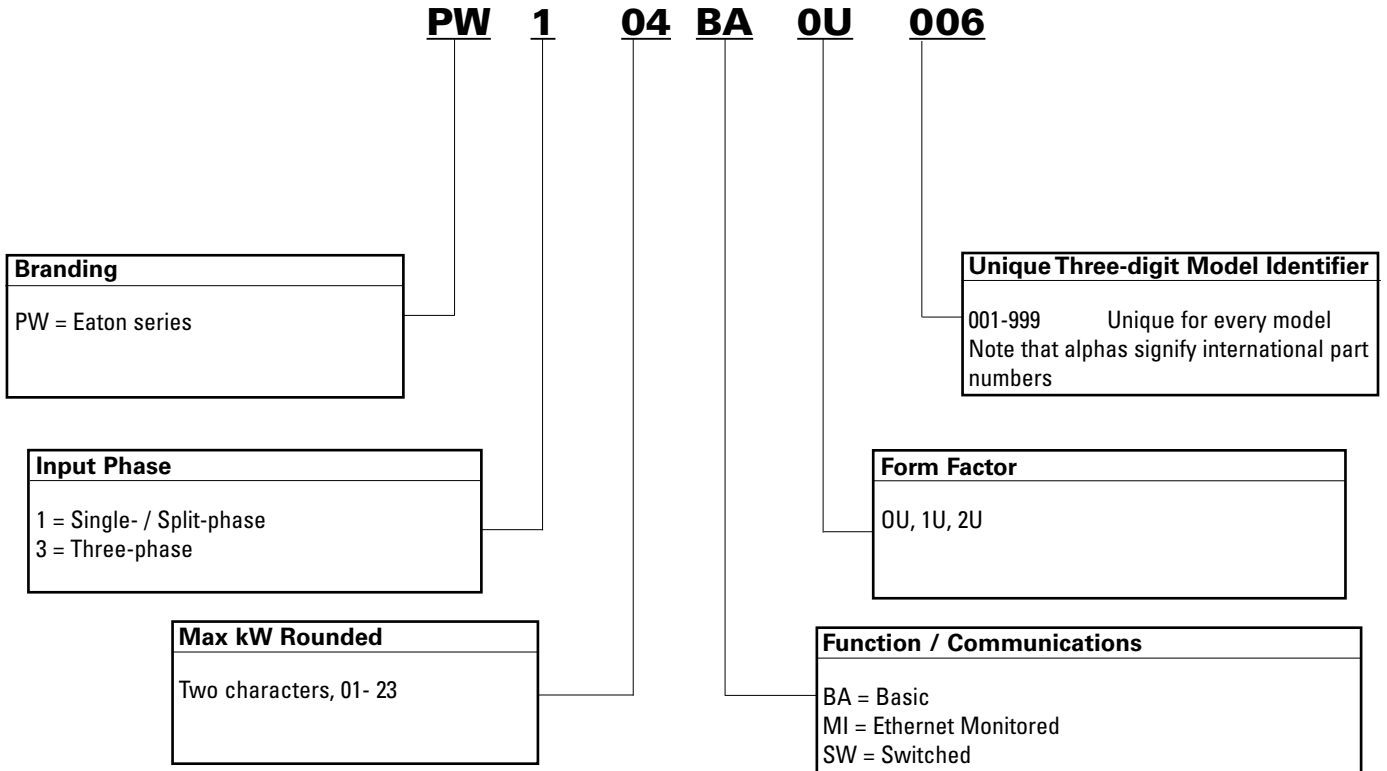 PW 1 04 BA 0U 006
Branding
PW = Eaton series
Unique Three-digit Model Identifier
001-999 Unique for every model
Note that alphas signify international part
numbers
Input Phase
1 = Single- / Split-phase
3 = Three-phase
Form Factor
0U, 1U, 2U
Max kW Rounded
Two characters, 01- 23
Function / Communications
BA = Basic
MI = Ethernet Monitored
SW = Switched